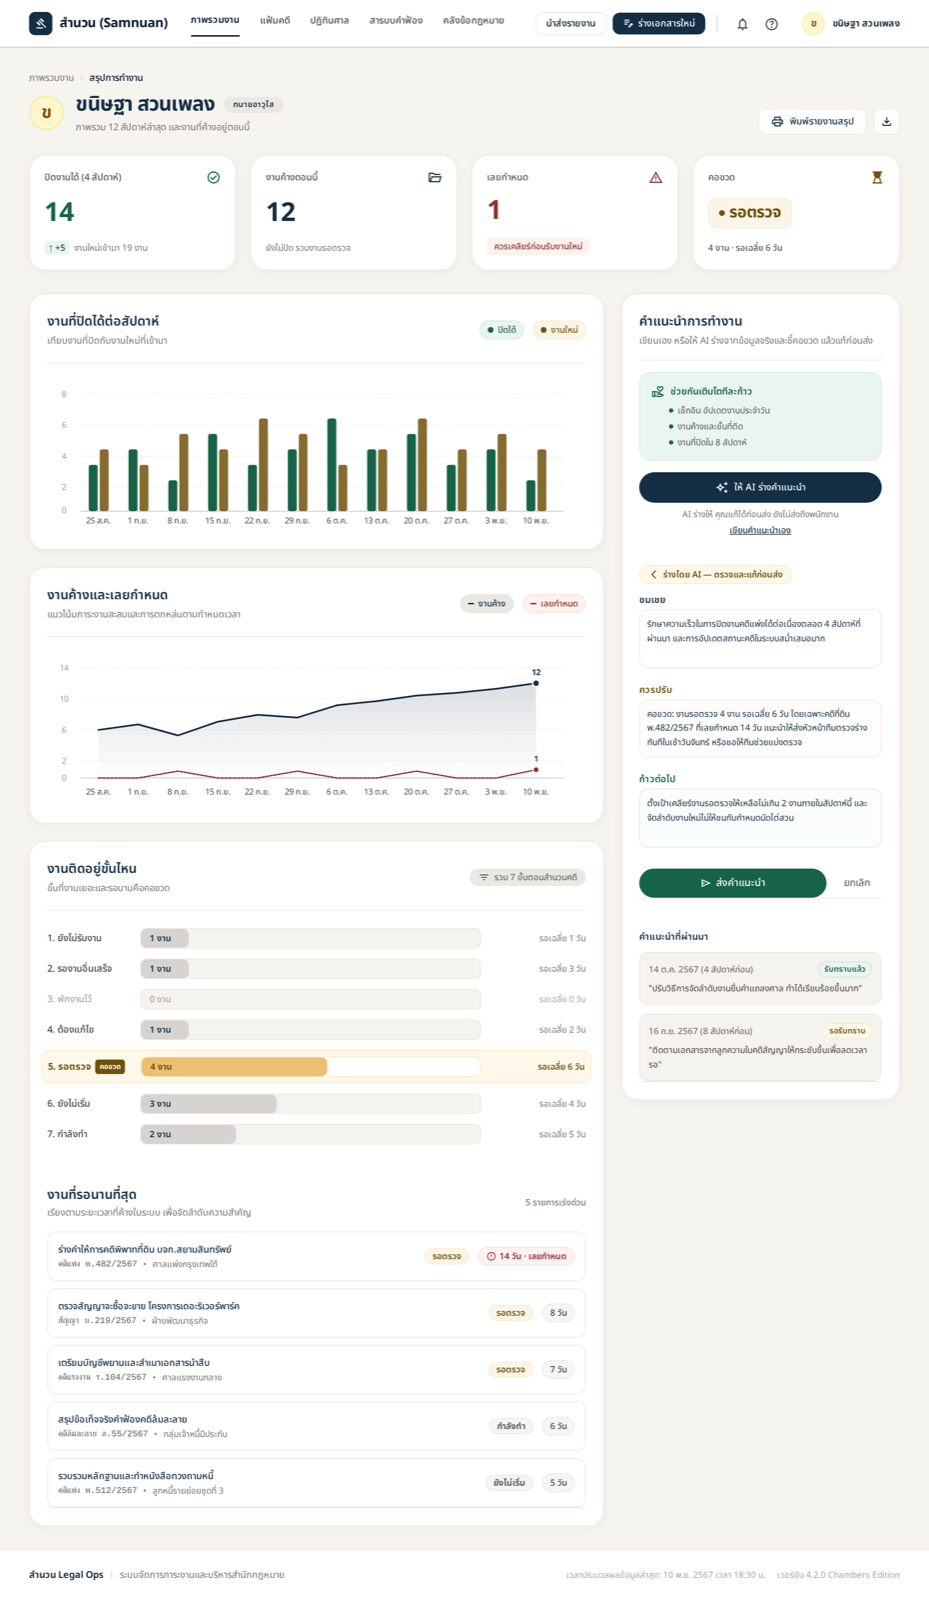 สำนวน (Samnuan)
ภาพรวมงาน
แฟ้มคดี
ปฏิทินศาล
สารบบคำฟ้อง
คลังข้อกฎหมาย
นำส่งรายงาน
ร่างเอกสารใหม่
ข
ขนิษฐา สวนเพลง
ภาพรวมงาน / สรุปการทำงาน
ข
ขนิษฐา สวนเพลง
ทนายอาวุโส
ภาพรวม 12 สัปดาห์ล่าสุด และงานที่ค้างอยู่ตอนนี้
พิมพ์รายงานสรุป
ปิดงานได้ (4 สัปดาห์)
14
↑ +5 งานใหม่เข้ามา 19 งาน
งานค้างตอนนี้
12
ยังไม่ปิด รวมงานรอตรวจ
เลยกำหนด
1
ควรเคลียร์ก่อนรับงานใหม่
คอขวด
● รอตรวจ
4 งาน · รอเฉลี่ย 6 วัน
งานที่ปิดได้ต่อสัปดาห์
เทียบงานที่ปิดกับงานใหม่ที่เข้ามา
● ปิดได้
● งานใหม่
8
6
4
2
0
25 ส.ค. 1 ก.ย. 8 ก.ย. 15 ก.ย. 22 ก.ย. 29 ก.ย. 6 ต.ค. 13 ต.ค. 20 ต.ค. 27 ต.ค. 3 พ.ย. 10 พ.ย.
งานค้างและเลยกำหนด
แนวโน้มภาระงานสะสมและการตกหล่นตามกำหนดเวลา
งานค้าง
เลยกำหนด
14
10
6
2
0
12
1
25 ส.ค. 1 ก.ย. 8 ก.ย. 15 ก.ย. 22 ก.ย. 29 ก.ย. 6 ต.ค. 13 ต.ค. 20 ต.ค. 27 ต.ค. 3 พ.ย. 10 พ.ย.
งานติดอยู่ขั้นไหน
ขั้นที่งานเยอะและรอนานคือคอขวด
รวม 7 ขั้นตอนสำนวนคดี
1. ยังไม่รับงาน 1 งาน รอเฉลี่ย 1 วัน
2. รองานอื่นเสร็จ 1 งาน รอเฉลี่ย 3 วัน
3. พักงานไว้ 0 งาน รอเฉลี่ย 0 วัน
4. ต้องแก้ไข 1 งาน รอเฉลี่ย 2 วัน
5. รอตรวจ คอขวด 4 งาน รอเฉลี่ย 6 วัน
6. ยังไม่เริ่ม 3 งาน รอเฉลี่ย 4 วัน
7. กำลังทำ 2 งาน รอเฉลี่ย 5 วัน
งานที่รอนานที่สุด
เรียงตามระยะเวลาที่ค้างในระบบ เพื่อจัดลำดับความสำคัญ
5 รายการเร่งด่วน
ร่างคำให้การคดีพิพาทที่ดิน บจก.สยามสินทรัพย์
คดีแพ่ง พ.482/2567 • ศาลแพ่งกรุงเทพใต้
รอตรวจ
14 วัน · เลยกำหนด
ตรวจสัญญาจะซื้อจะขาย โครงการเดอะริเวอร์พาร์ค
สัญญา ข.219/2567 • ฝ่ายพัฒนาธุรกิจ
รอตรวจ
8 วัน
เตรียมบัญชีพยานและสำเนาเอกสารนำสืบ
คดีแรงงาน ร.104/2567 • ศาลแรงงานกลาง
รอตรวจ
7 วัน
สรุปข้อเท็จจริงคำฟ้องคดีล้มละลาย
คดีล้มละลาย ล.55/2567 • กลุ่มเจ้าหนี้มีประกัน
กำลังทำ
6 วัน
รวบรวมหลักฐานและทำหนังสือทวงถามหนี้
คดีแพ่ง พ.512/2567 • ลูกหนี้รายย่อยชุดที่ 3
ยังไม่เริ่ม
5 วัน
คำแนะนำการทำงาน
เขียนเอง หรือให้ AI ร่างจากข้อมูลจริงและชี้คอขวด แล้วแก้ก่อนส่ง
ช่วยกันเติบโตทีละก้าว
● เช็กอิน อัปเดตงานประจำวัน
● งานค้างและขั้นที่ติด
● งานที่ปิดใน 8 สัปดาห์
ให้ AI ร่างคำแนะนำ
AI ร่างให้ คุณแก้ได้ก่อนส่ง ยังไม่ส่งถึงพนักงาน
เขียนคำแนะนำเอง
ร่างโดย AI — ตรวจและแก้ก่อนส่ง
ชมเชย
รักษาความเร็วในการปิดงานคดีแพ่งได้ต่อเนื่องตลอด 4 สัปดาห์ที่
ผ่านมา และการอัปเดตสถานะคดีในระบบสม่ำเสมอมาก
ควรปรับ
คอขวด: งานรอตรวจ 4 งาน รอเฉลี่ย 6 วัน โดยเฉพาะคดีที่ดิน
พ.482/2567 ที่เลยกำหนด 14 วัน แนะนำให้ส่งหัวหน้าทีมตรวจร่าง
ทันทีในเช้าวันจันทร์ หรือขอให้ทีมช่วยแบ่งตรวจ
ก้าวต่อไป
ตั้งเป้าเคลียร์งานรอตรวจให้เหลือไม่เกิน 2 งานภายในสัปดาห์นี้ และ
จัดลำดับงานใหม่ไม่ให้ชนกับกำหนดนัดไต่สวน
ส่งคำแนะนำ
ยกเลิก
คำแนะนำที่ผ่านมา
14 ต.ค. 2567 (4 สัปดาห์ก่อน)
รับทราบแล้ว
"ปรับวิธีการจัดลำดับงานยื่นคำแถลงศาล ทำได้เรียบร้อยขึ้นมาก"
16 ก.ย. 2567 (8 สัปดาห์ก่อน)
รอรับทราบ
"ติดตามเอกสารจากลูกความในคดีสัญญาให้กระชับขึ้นเพื่อลดเวลา
รอ"
สำนวน Legal Ops | ระบบจัดการภาระงานและบริหารสำนักกฎหมาย
เวลาประมวลผลข้อมูลล่าสุด: 10 พ.ย. 2567 เวลา 18:30 น.
เวอร์ชัน 4.2.0 Chambers Edition